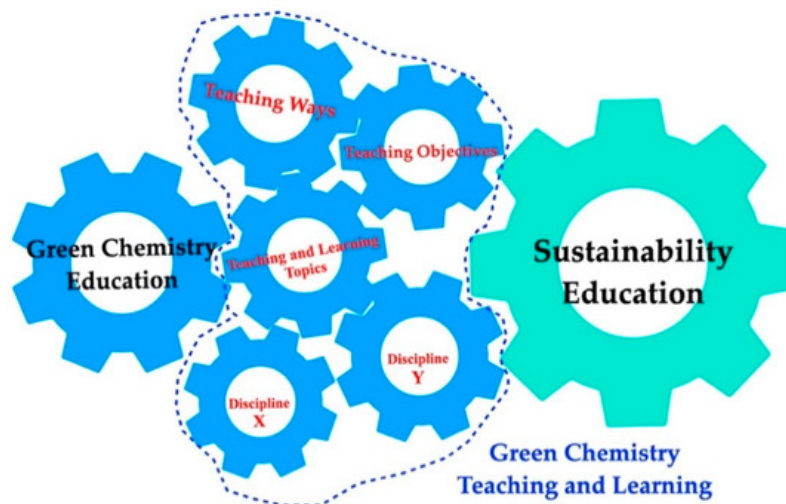 Teaching Ways
Teaching Objectives
Green Chemistry
Education
Teaching and Learning
Topics
Sustainability
Education
Discipline
X
Discipline
Y
Green Chemistry
Teaching and Learning